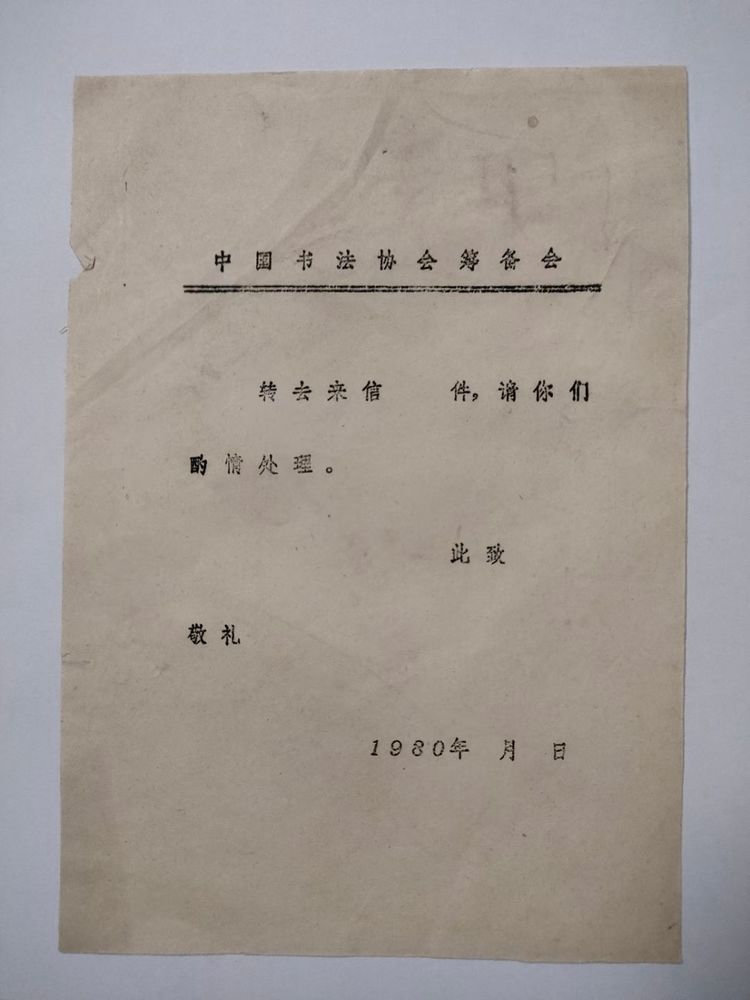 中国书法协会筹备会
转去来信 件，请你们
酌情处理。
此致
敬礼
1980年 月 日